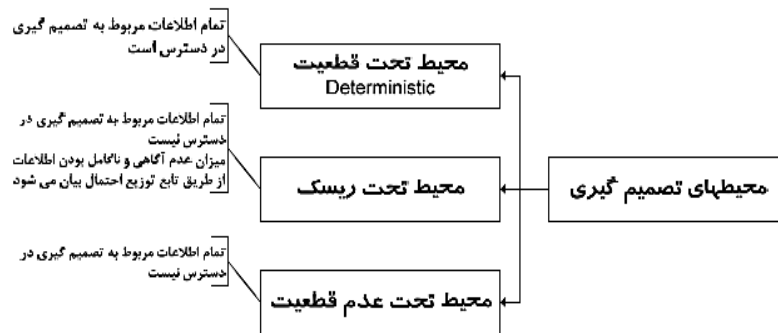 محیطهای تصمیم گیری
محیط تحت قطعیت
Deterministic
تمام اطلاعات مربوط به تصمیم گیری
در دسترس است
محیط تحت ریسک
تمام اطلاعات مربوط به تصمیم گیری در
دسترس نیست
میزان عدم آگاهی و ناکامل بودن اطلاعات
از طریق تابع توزیع احتمال بیان می شود
محیط تحت عدم قطعیت
تمام اطلاعات مربوط به تصمیم گیری در
دسترس نیست